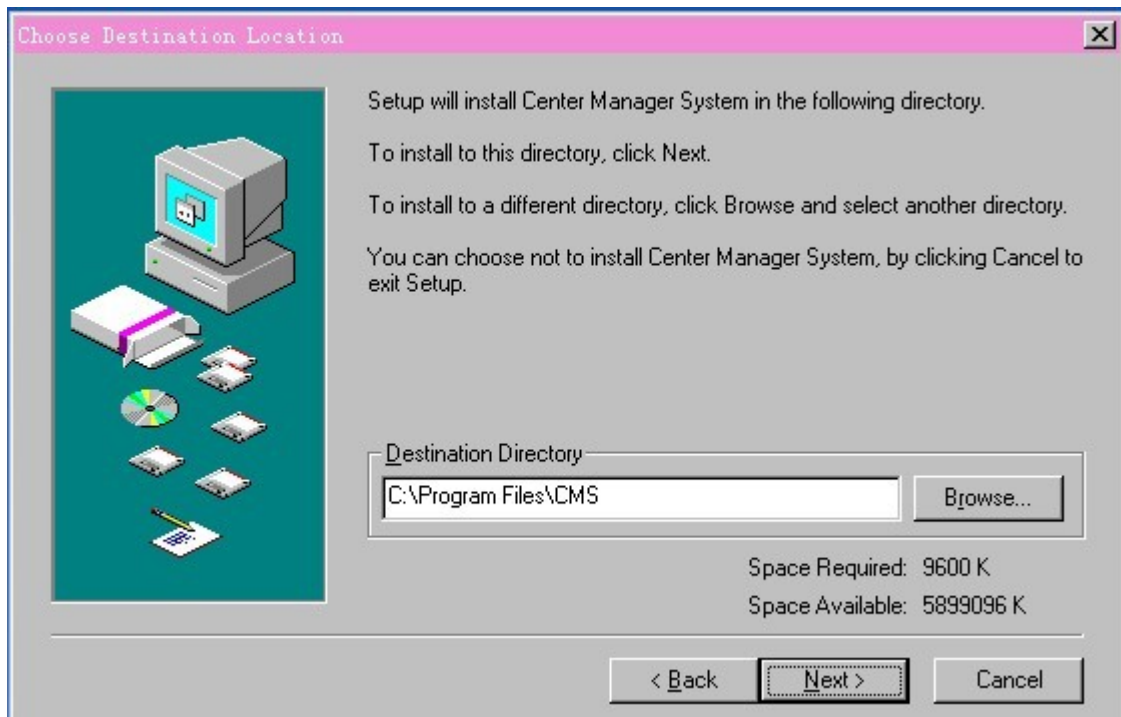 Choose Destination Location
Setup will install Center Manager System in the following directory.
To install to this directory, click Next.
To install to a different directory, click Browse and select another directory.
You can choose not to install Center Manager System, by clicking Cancel to
exit Setup.
Destination Directory
C:\Program Files\CMS
Browse...
Space Required: 9600 K
Space Available: 5899096 K
< Back
Next >
Cancel